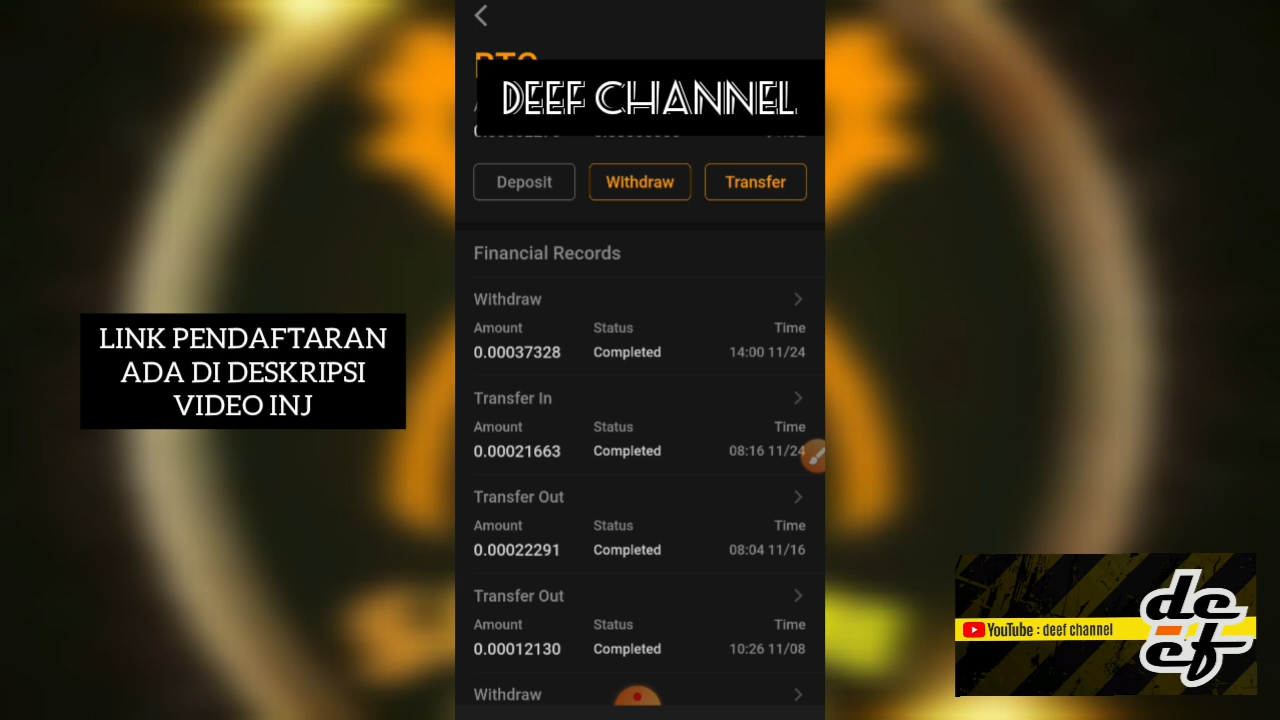 DEEF CHANNEL
Deposit
Withdraw
Transfer
Financial Records
Withdraw
Amount Status Time
0.00037328 Completed 14:00 11/24
Transfer In
Amount Status Time
0.00021663 Completed 08:16 11/24
Transfer Out
Amount Status Time
0.00022291 Completed 08:04 11/16
Transfer Out
Amount Status Time
0.00012130 Completed 10:26 11/08
Withdraw
LINK PENDAFTARAN
ADA DI DESKRIPSI
VIDEO INJ
YouTube : deef channel
deef